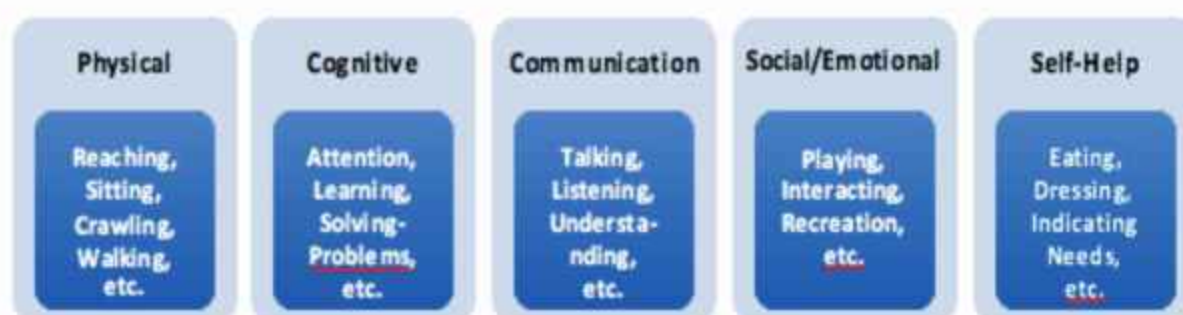 Physical
Reaching,
Sitting,
Crawling,
Walking,
etc.
Cognitive
Attention,
Learning,
Solving-
Problems,
etc.
Communication
Talking,
Listening,
Understa-
nding,
etc.
Social/Emotional
Playing,
Interacting,
Recreation,
etc.
Self-Help
Eating,
Dressing,
Indicating
Needs,
etc.